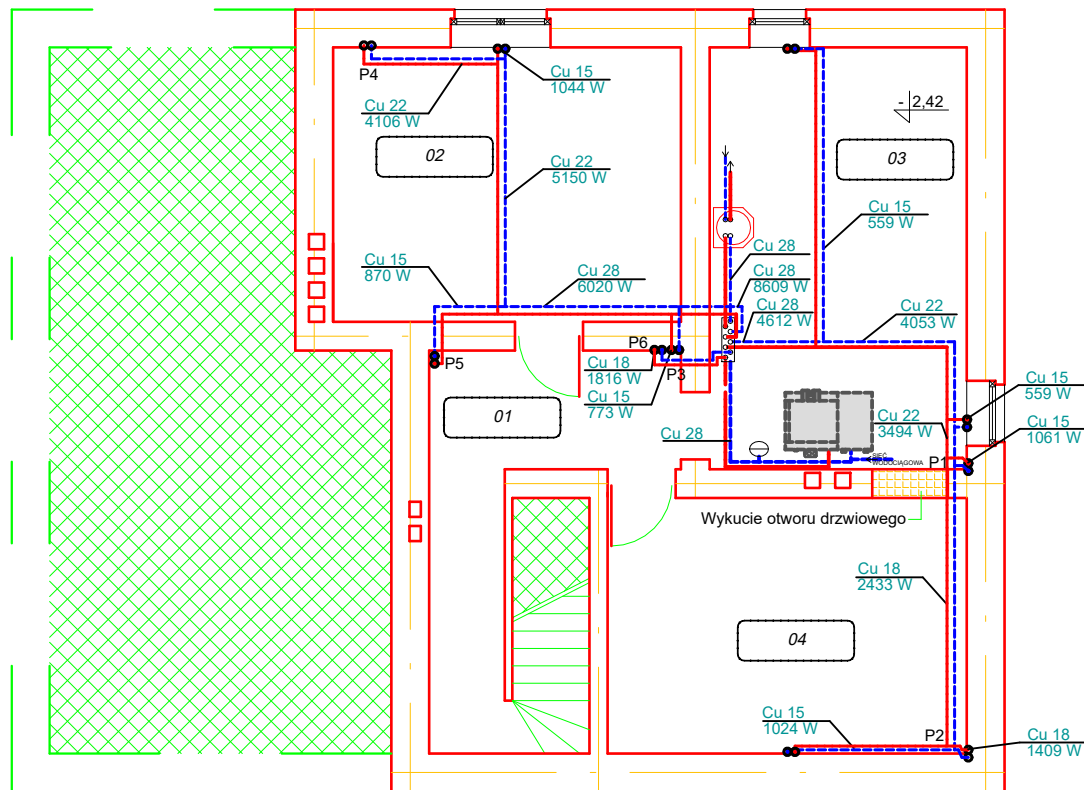 P4
Cu 15
1044 W
Cu 22
4106 W
- 2,42
02
03
Cu 22
5150 W
Cu 15
559 W
Cu 28
Cu 15
870 W
Cu 28
6020 W
Cu 28
8609 W
Cu 28
4612 W
Cu 22
4053 W
P6
P5
P3
Cu 18
1816 W
Cu 15
773 W
01
Cu 15
559 W
Cu 22
3494 W
Cu 15
1061 W
Cu 28
P1
SIEĆ
WODOCIĄGOWA
Wykucie otworu drzwiowego
Cu 18
2433 W
04
Cu 15
1024 W
P2
Cu 18
1409 W